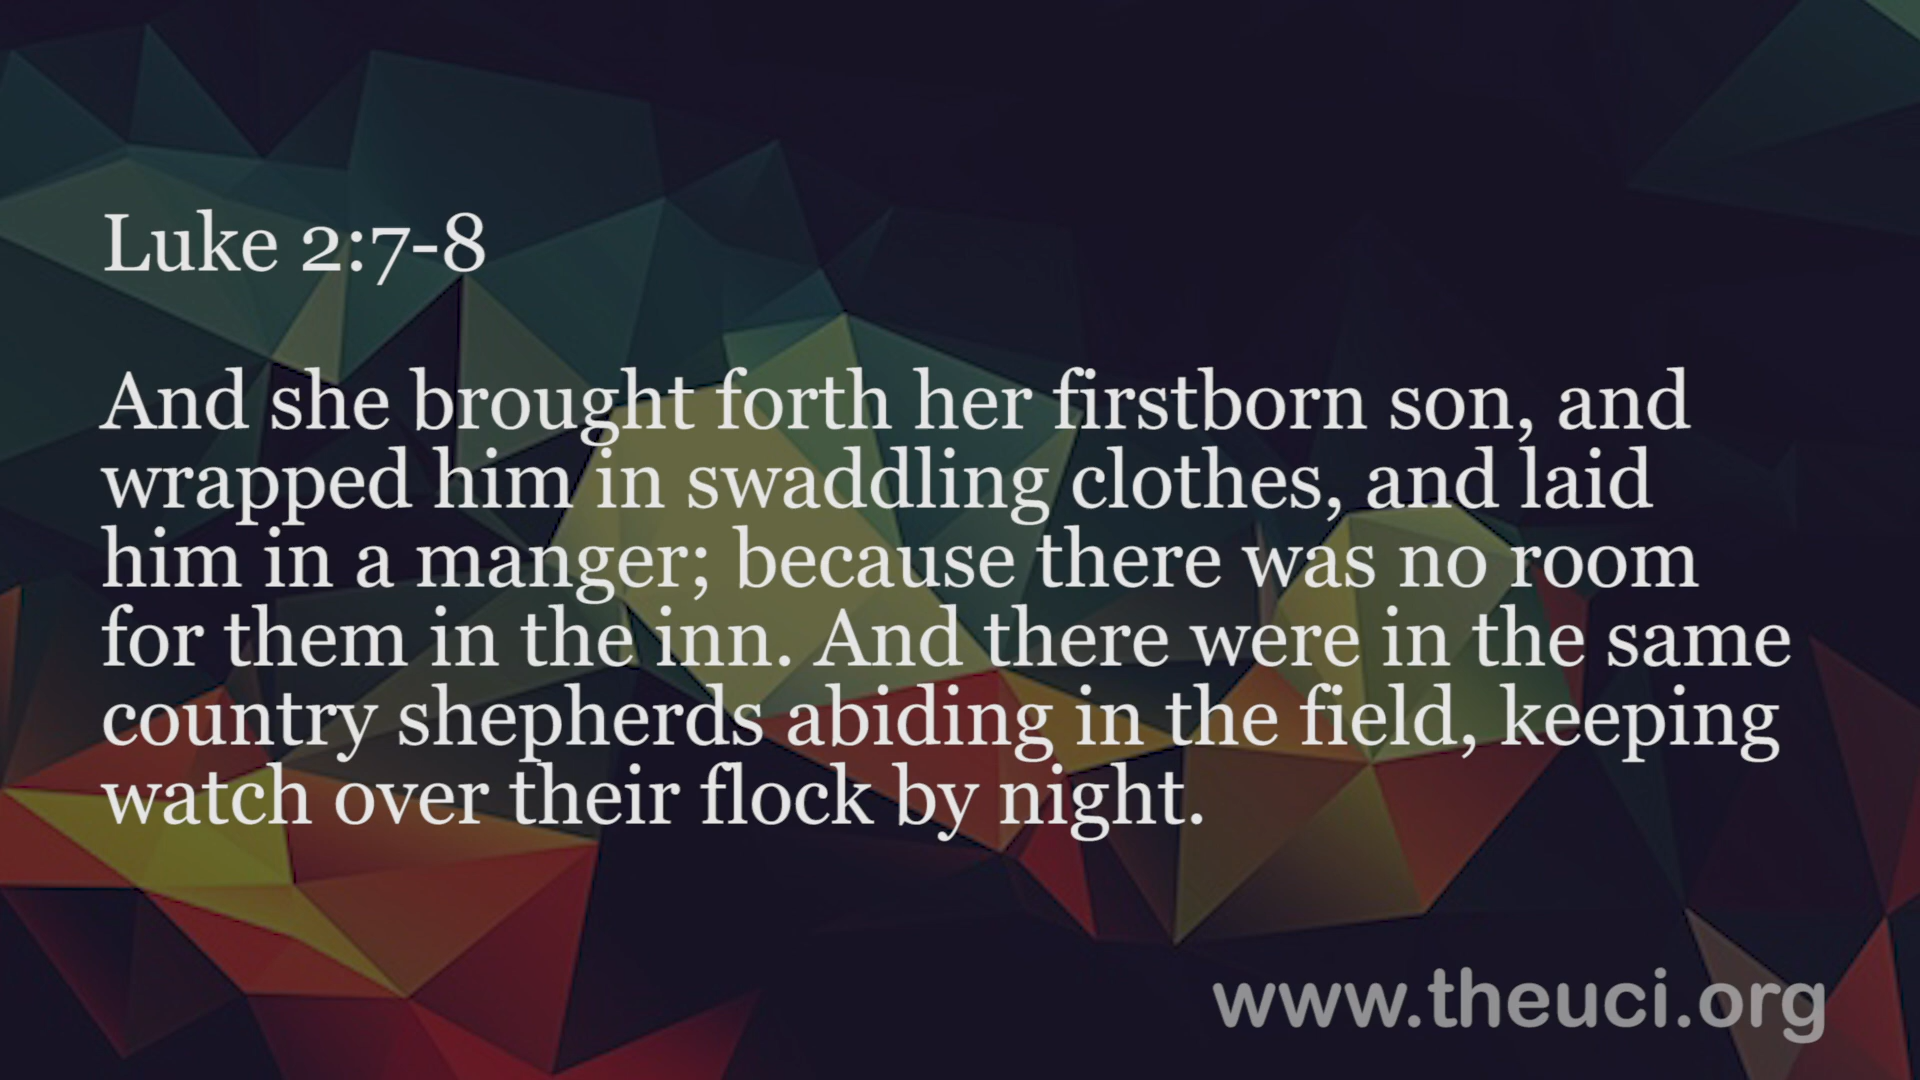 Luke 2:7-8
And she brought forth her firstborn son, and
wrapped him in swaddling clothes, and laid
him in a manger; because there was no room
for them in the inn. And there were in the same
country shepherds abiding in the field, keeping
watch over their flock by night.
www.theuci.org